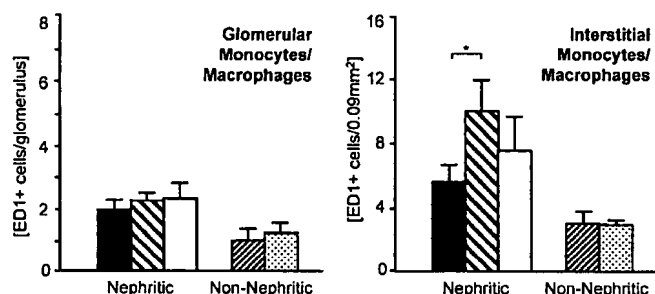 8
6
4
2
0
[ED1+ cells/glomerulus]
Glomerular
Monocytes/
Macrophages
Nephritic
Non-Nephritic
16
12
8
4
0
[ED1+ cells/0.09mm²]
Interstitial
Monocytes/
Macrophages
*
Nephritic
Non-Nephritic